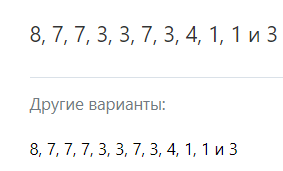 8, 7, 7, 3, 3, 7, 3, 4, 1, 1 и 3
Другие варианты:
8, 7, 7, 7, 3, 3, 7, 3, 4, 1, 1 и 3